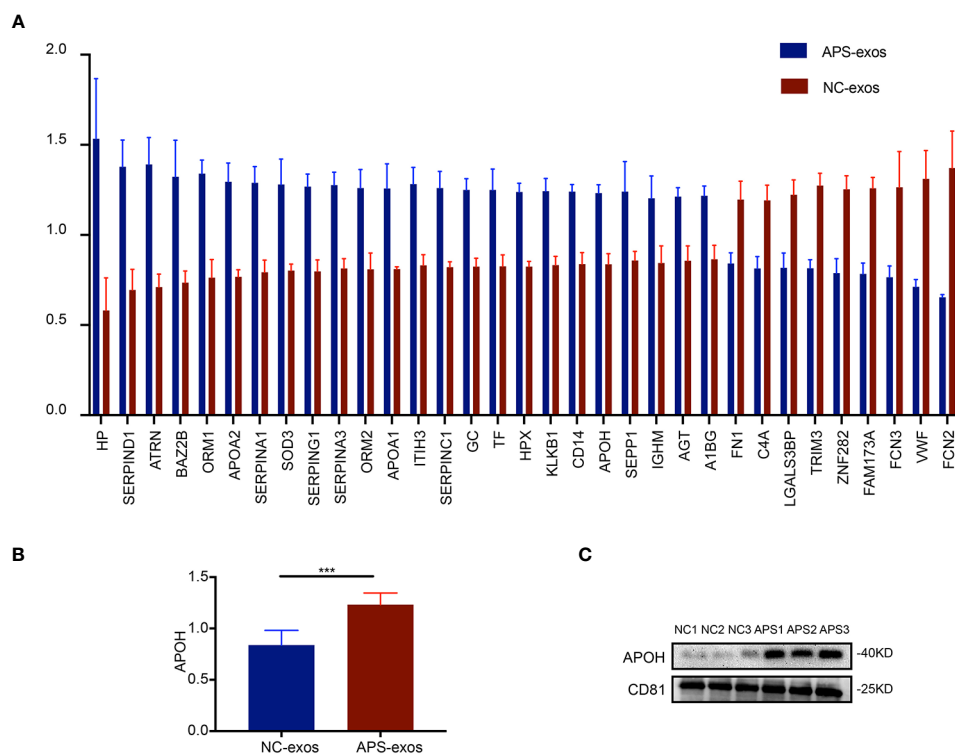 A
2.0
1.5
1.0
0.5
0.0
APS-exos
NC-exos
HP
SERPIND1
ATRN
BAZ2B
ORM1
APOA2
SERPINA1
SOD3
SERPING1
SERPINA3
ORM2
APOA1
ITIH3
SERPINC1
GC
TF
HPX
KLKB1
CD14
APOH
SEPP1
IGHM
AGT
A1BG
FN1
C4A
LGALS3BP
TRIM3
ZNF282
FAM173A
FCN3
VWF
FCN2
B
APOH
1.5
1.0
0.5
0.0
***
NC-exos APS-exos
C
NC1 NC2 NC3 APS1 APS2 APS3
APOH -40KD
CD81 -25KD